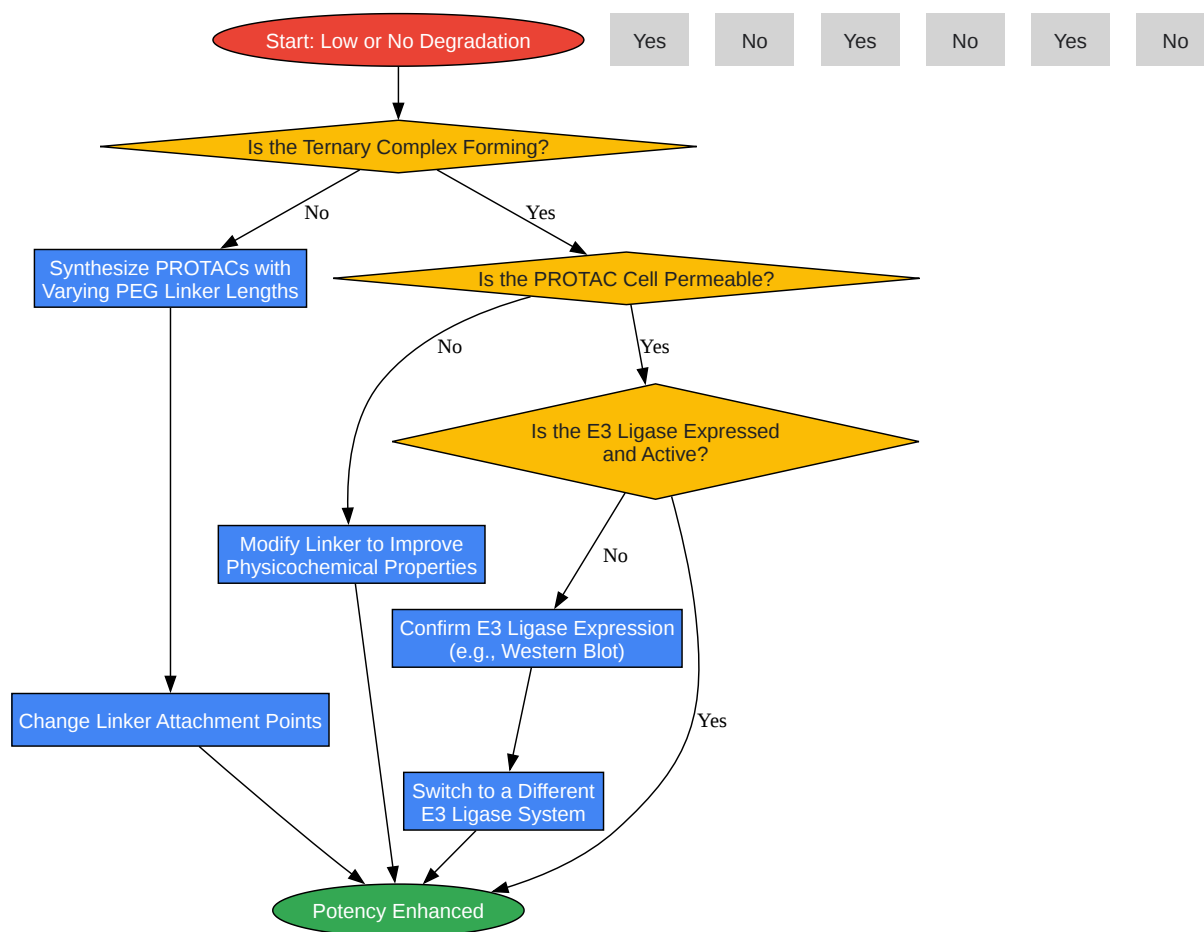 Start: Low or No Degradation
Yes
No
Yes
No
Yes
No
Is the Ternary Complex Forming?
No
Yes
Synthesize PROTACs with
Varying PEG Linker Lengths
Is the PROTAC Cell Permeable?
No
Yes
Is the E3 Ligase Expressed
and Active?
Modify Linker to Improve
Physicochemical Properties
No
Confirm E3 Ligase Expression
(e.g., Western Blot)
Change Linker Attachment Points
Yes
Switch to a Different
E3 Ligase System
Potency Enhanced